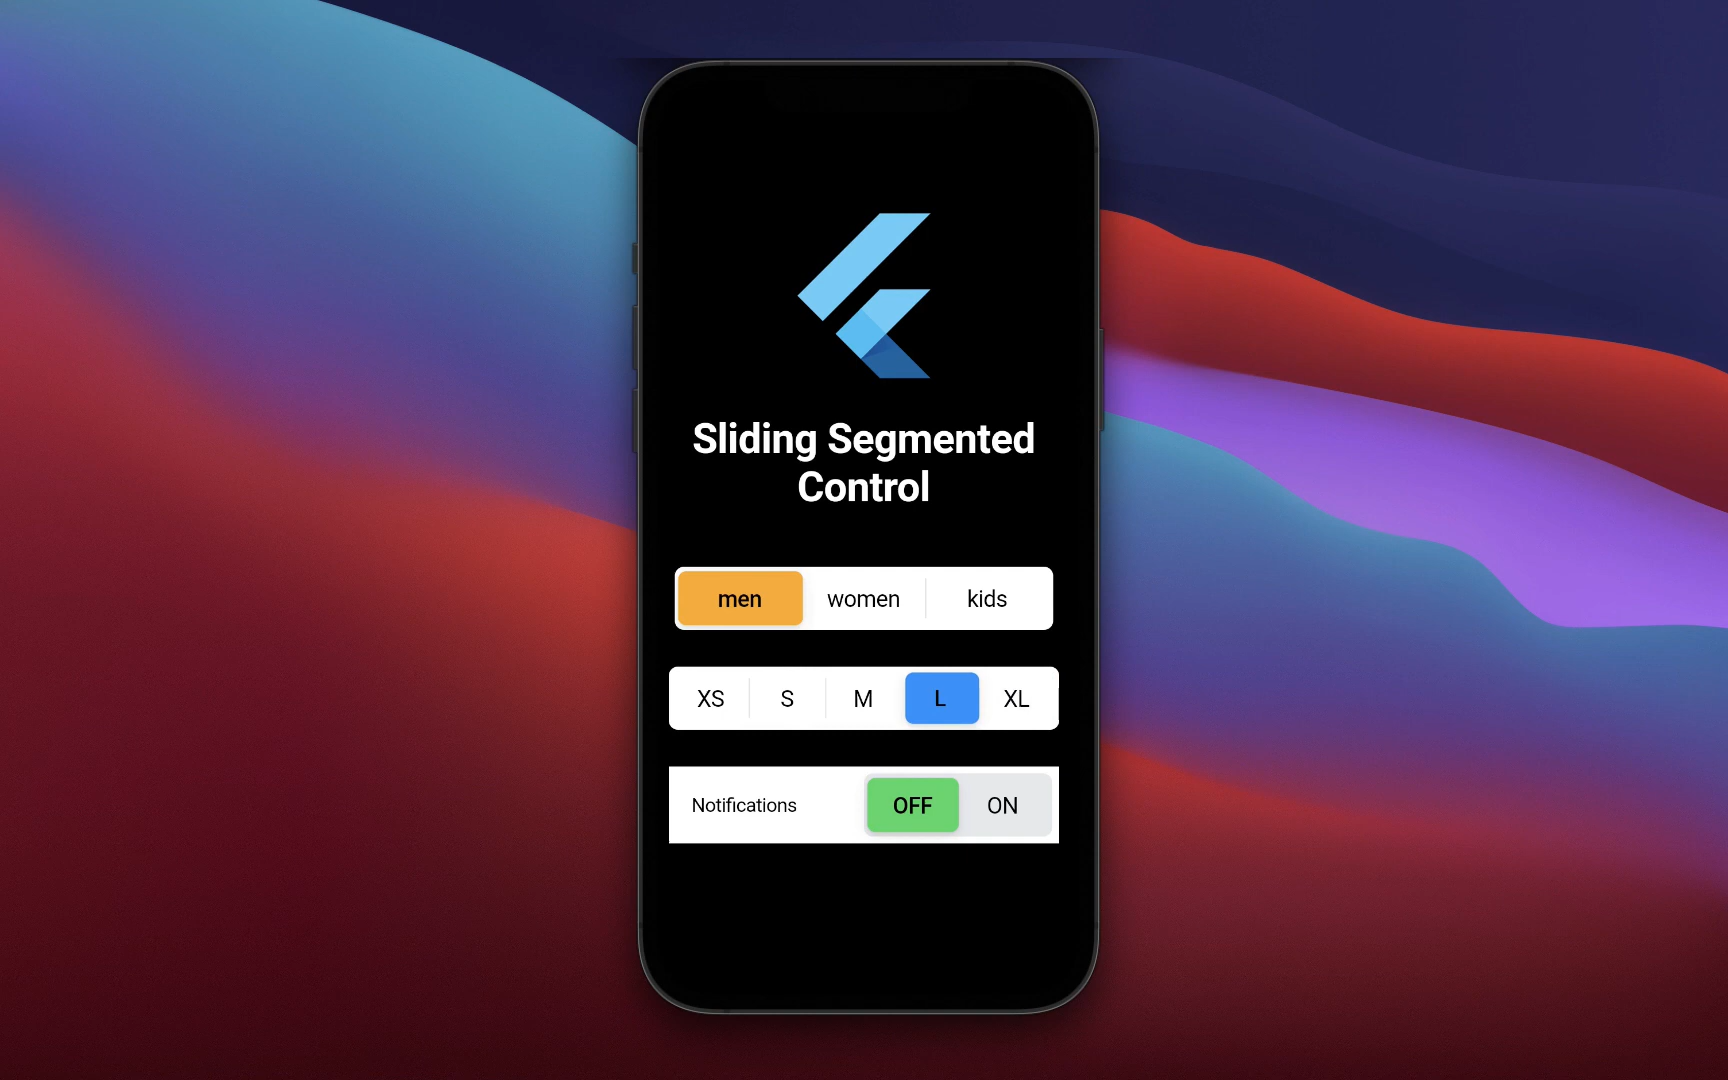 Sliding Segmented
Control
men women kids
XS S M L XL
Notifications OFF ON